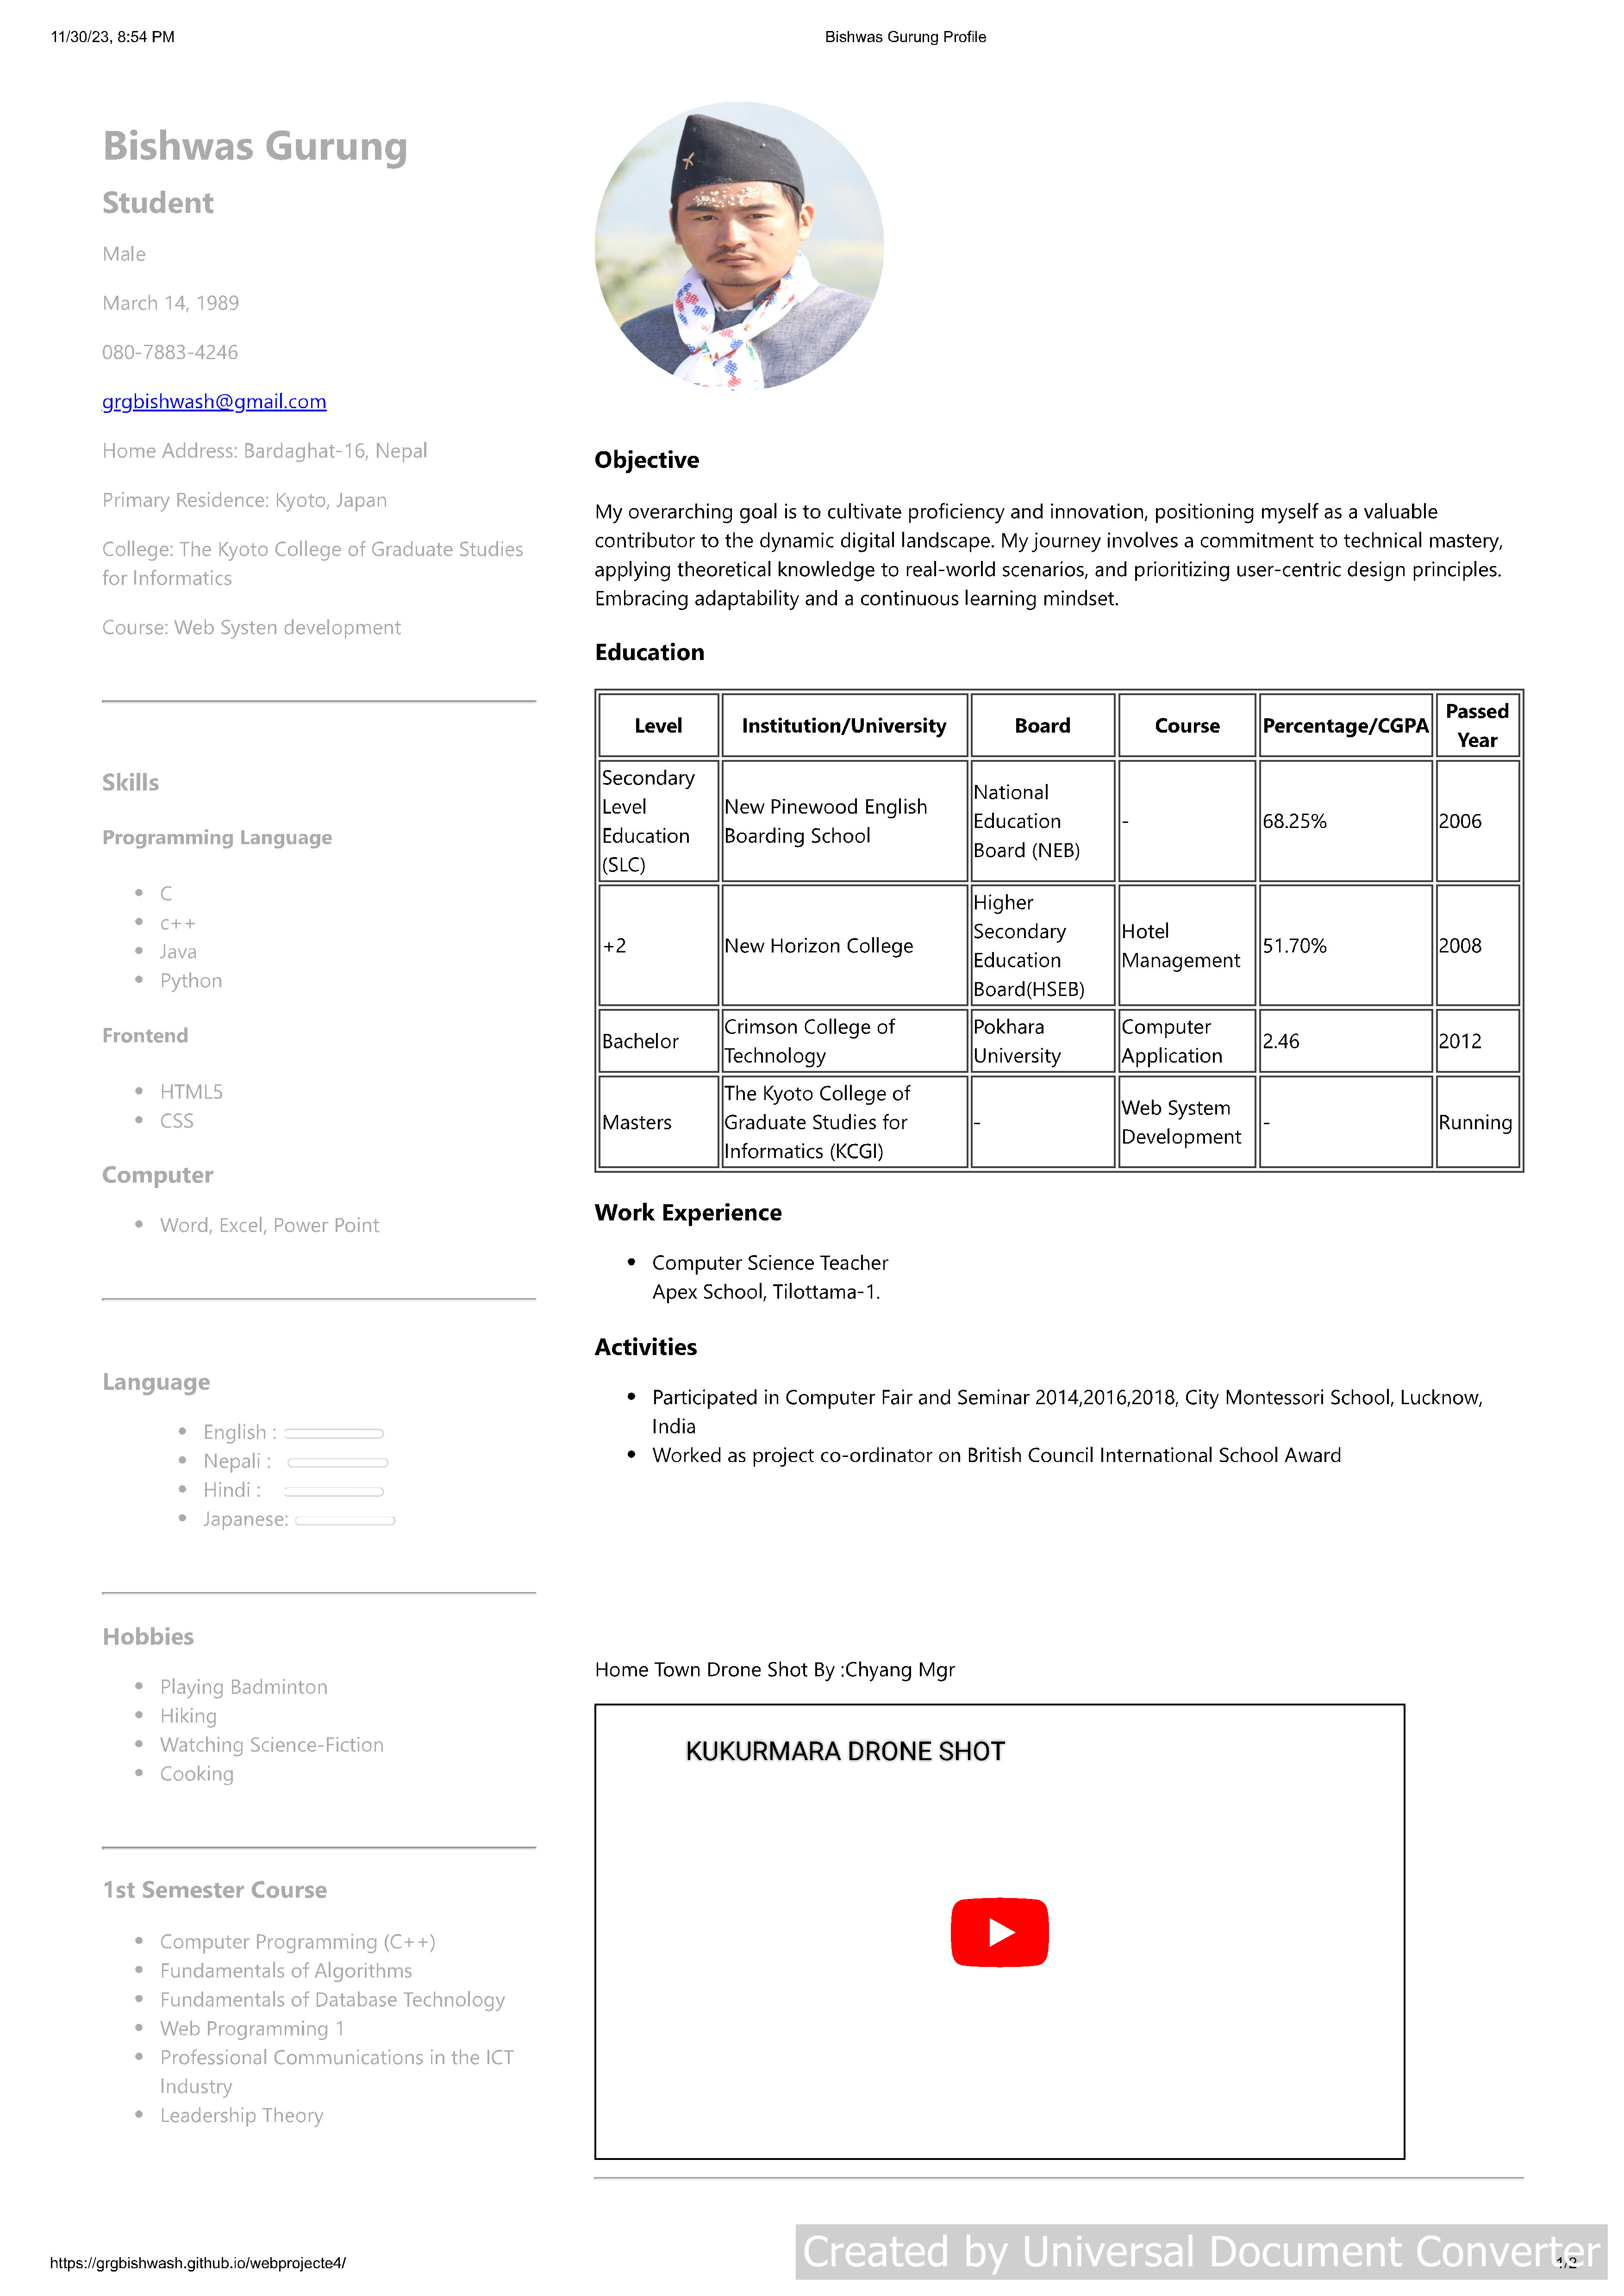 11/30/23, 8:54 PM
Bishwas Gurung Profile
Bishwas Gurung
Student
Male
March 14, 1989
080-7883-4246
grgbishwash@gmail.com
Home Address: Bardaghat-16, Nepal
Primary Residence: Kyoto, Japan
College: The Kyoto College of Graduate Studies
for Informatics
Course: Web Systen development
Skills
Programming Language
• C
• c++
• Java
• Python
Frontend
• HTML5
• CSS
Computer
• Word, Excel, Power Point
Language
• English :
• Nepali :
• Hindi :
• Japanese:
Hobbies
• Playing Badminton
• Hiking
• Watching Science-Fiction
• Cooking
1st Semester Course
• Computer Programming (C++)
• Fundamentals of Algorithms
• Fundamentals of Database Technology
• Web Programming 1
• Professional Communications in the ICT
Industry
• Leadership Theory
Objective
My overarching goal is to cultivate proficiency and innovation, positioning myself as a valuable
contributor to the dynamic digital landscape. My journey involves a commitment to technical mastery,
applying theoretical knowledge to real-world scenarios, and prioritizing user-centric design principles.
Embracing adaptability and a continuous learning mindset.
Education
Level Institution/University Board Course Percentage/CGPA Passed
Year
Secondary
Level
Education
(SLC)
New Pinewood English
Boarding School
National
Education
Board (NEB)
-
68.25%
2006
+2
New Horizon College
Higher
Secondary
Education
Board(HSEB)
Hotel
Management
51.70%
2008
Bachelor
Crimson College of
Technology
Pokhara
University
Computer
Application
2.46
2012
Masters
The Kyoto College of
Graduate Studies for
Informatics (KCGI)
-
Web System
Development
-
Running
Work Experience
• Computer Science Teacher
Apex School, Tilottama-1.
Activities
• Participated in Computer Fair and Seminar 2014,2016,2018, City Montessori School, Lucknow,
India
• Worked as project co-ordinator on British Council International School Award
Home Town Drone Shot By :Chyang Mgr
KUKURMARA DRONE SHOT
https://grgbishwash.github.io/webprojecte4/
Created by Universal Document Converter
1/2